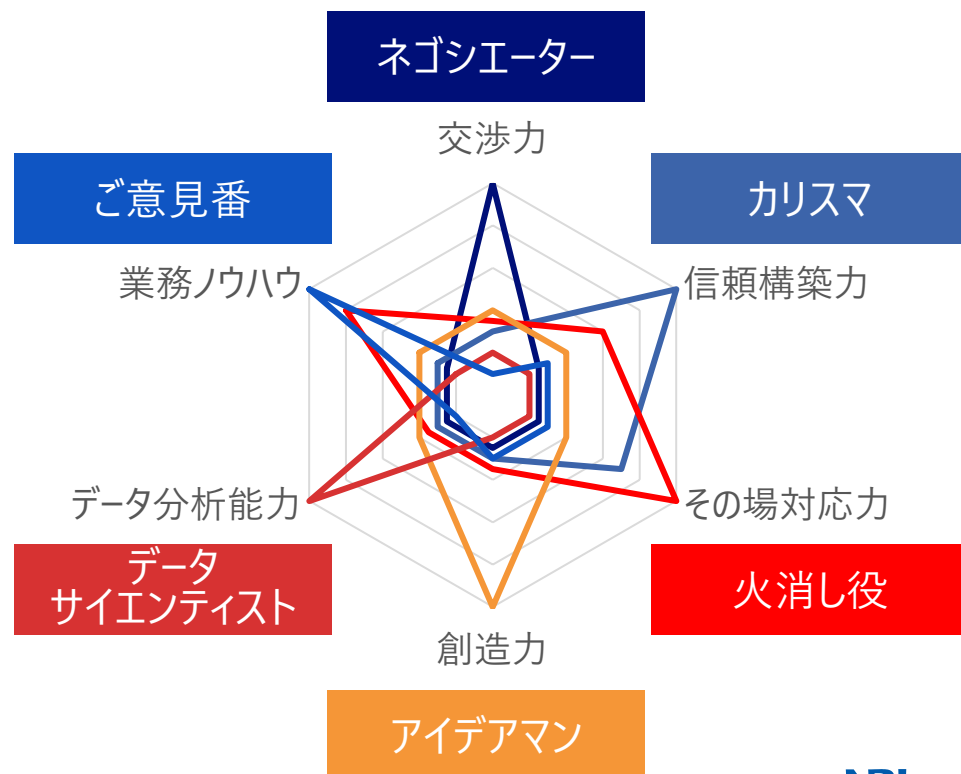 ネゴシエーター
交渉力
ご意見番
カリスマ
業務ノウハウ
信頼構築力
データ分析能力
その場対応力
データ
サイエンティスト
火消し役
創造力
アイデアマン